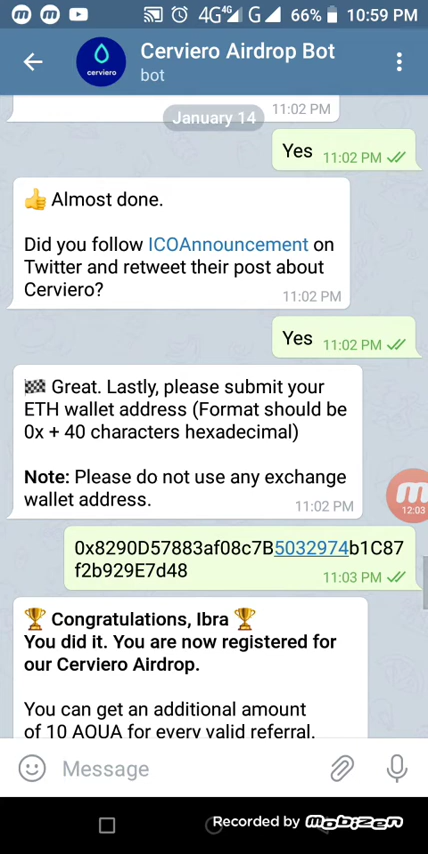 4G 4G G 66% 10:59 PM
Cerviero Airdrop Bot
cerviero
bot
11:02 PM
January 14
Yes 11:02 PM
👍 Almost done.
Did you follow ICOAnnouncement on
Twitter and retweet their post about
Cerviero?
11:02 PM
Yes 11:02 PM
🏁 Great. Lastly, please submit your
ETH wallet address (Format should be
0x + 40 characters hexadecimal)
Note: Please do not use any exchange
wallet address.
11:02 PM
12:03
0x8290D57883af08c7B5032974b1C87
f2b929E7d48
11:03 PM
🏆 Congratulations, Ibra 🏆
You did it. You are now registered for
our Cerviero Airdrop.
You can get an additional amount
of 10 AQUA for every valid referral.
Message
Recorded by mobizen